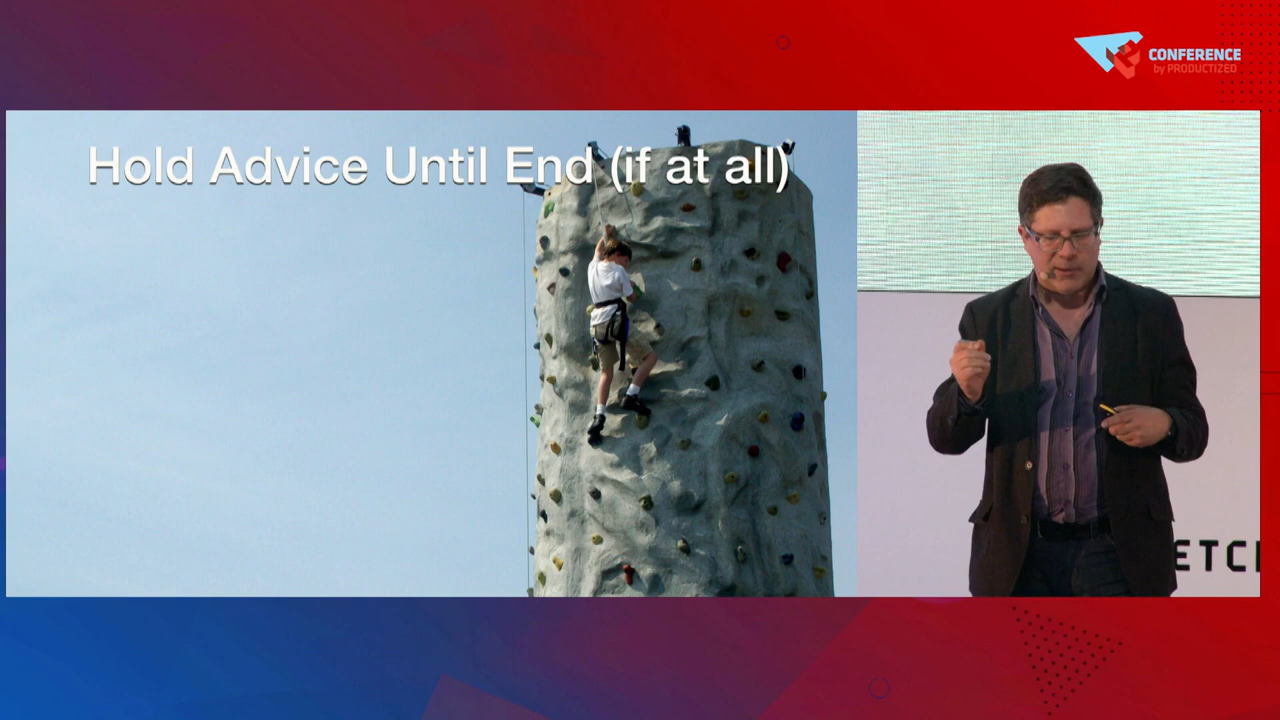 CONFERENCE
by PRODUCTIZED
Hold Advice Until End (if at all)
ETC